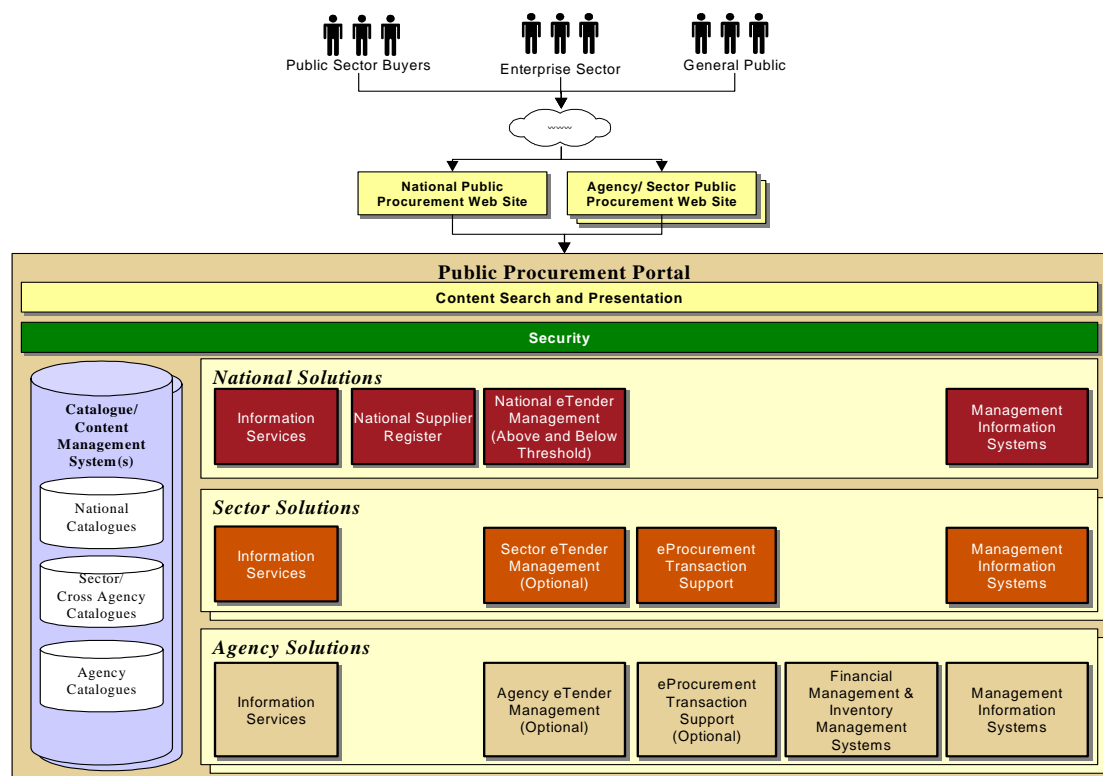 Public Sector Buyers
Enterprise Sector
General Public
www
National Public
Procurement Web Site
Agency/ Sector Public
Procurement Web Site
Public Procurement Portal
Content Search and Presentation
Security
Catalogue/
Content
Management
System(s)
National
Catalogues
Sector/
Cross Agency
Catalogues
Agency
Catalogues
National Solutions
Information
Services
National Supplier
Register
National eTender
Management
(Above and Below
Threshold)
Management
Information
Systems
Sector Solutions
Information
Services
Sector eTender
Management
(Optional)
eProcurement
Transaction
Support
Management
Information
Systems
Agency Solutions
Information
Services
Agency eTender
Management
(Optional)
eProcurement
Transaction
Support
(Optional)
Financial
Management &
Inventory
Management
Systems
Management
Information
Systems